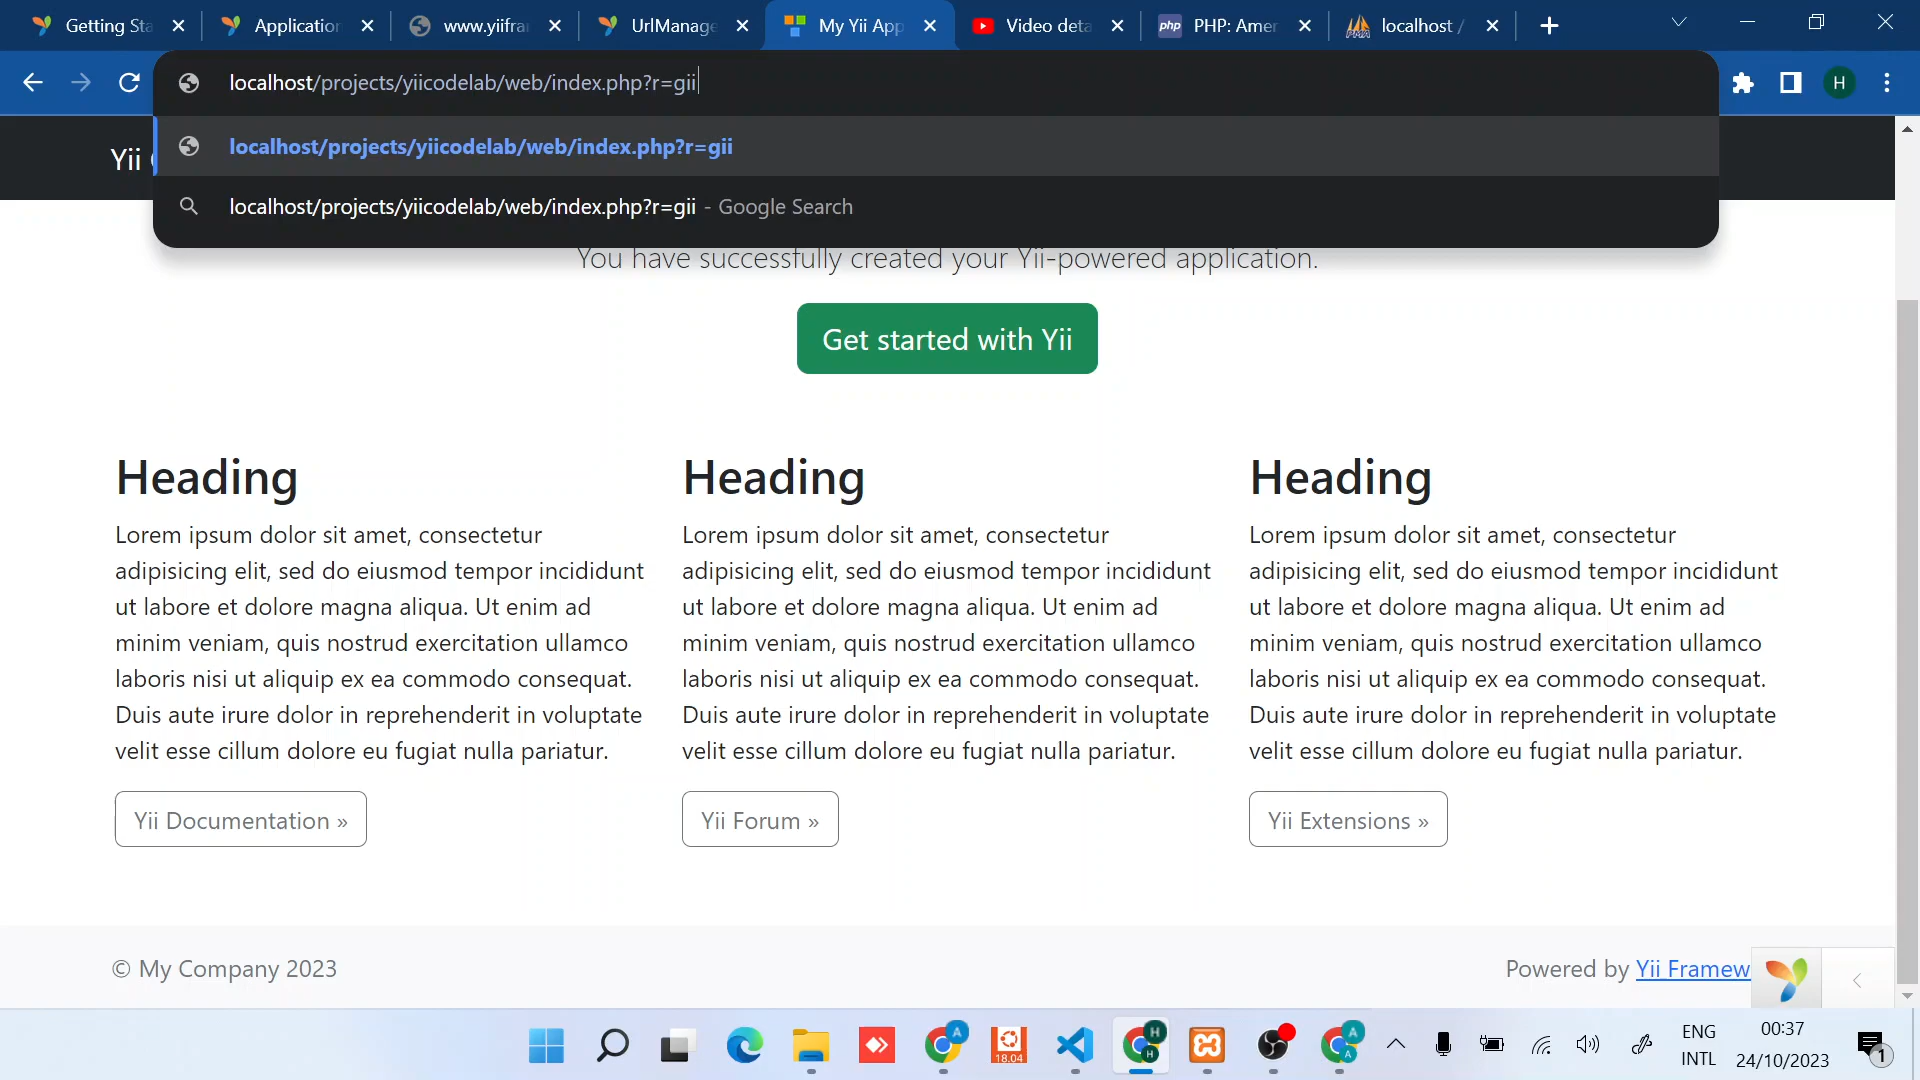 Getting Sta
Application
www.yiifra
UrlManage
My Yii App
Video deta
php PHP: Amer
PMA localhost /
localhost/projects/yiicodelab/web/index.php?r=gii
H
localhost/projects/yiicodelab/web/index.php?r=gii
localhost/projects/yiicodelab/web/index.php?r=gii - Google Search
Yii
You have successfully created your Yii-powered application.
Get started with Yii
Heading
Lorem ipsum dolor sit amet, consectetur
adipisicing elit, sed do eiusmod tempor incididunt
ut labore et dolore magna aliqua. Ut enim ad
minim veniam, quis nostrud exercitation ullamco
laboris nisi ut aliquip ex ea commodo consequat.
Duis aute irure dolor in reprehenderit in voluptate
velit esse cillum dolore eu fugiat nulla pariatur.
Yii Documentation »
Heading
Lorem ipsum dolor sit amet, consectetur
adipisicing elit, sed do eiusmod tempor incididunt
ut labore et dolore magna aliqua. Ut enim ad
minim veniam, quis nostrud exercitation ullamco
laboris nisi ut aliquip ex ea commodo consequat.
Duis aute irure dolor in reprehenderit in voluptate
velit esse cillum dolore eu fugiat nulla pariatur.
Yii Forum »
Heading
Lorem ipsum dolor sit amet, consectetur
adipisicing elit, sed do eiusmod tempor incididunt
ut labore et dolore magna aliqua. Ut enim ad
minim veniam, quis nostrud exercitation ullamco
laboris nisi ut aliquip ex ea commodo consequat.
Duis aute irure dolor in reprehenderit in voluptate
velit esse cillum dolore eu fugiat nulla pariatur.
Yii Extensions »
© My Company 2023
Powered by Yii Framew
A
18.04
H
H
A
A
ENG
INTL
00:37
24/10/2023
1